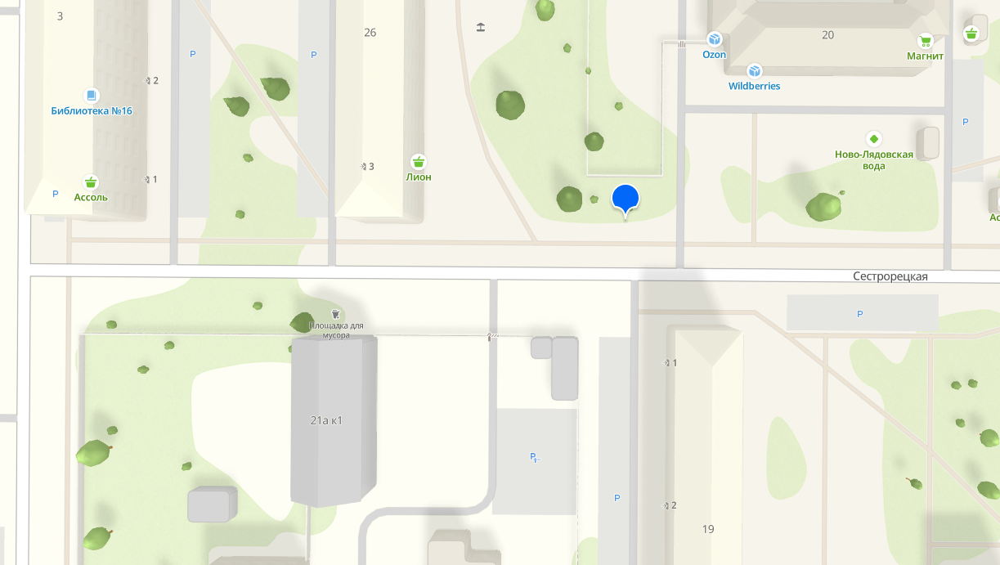 3
26
20
Ozon
Магнит
P
P
Wildberries
2
Библиотека №16
P
Ново-Лядовская
вода
3
Лион
1
Ассоль
P
Ас
Сестрорецкая
P
Площадка для
мусора
1
21а к1
P
P
2
19